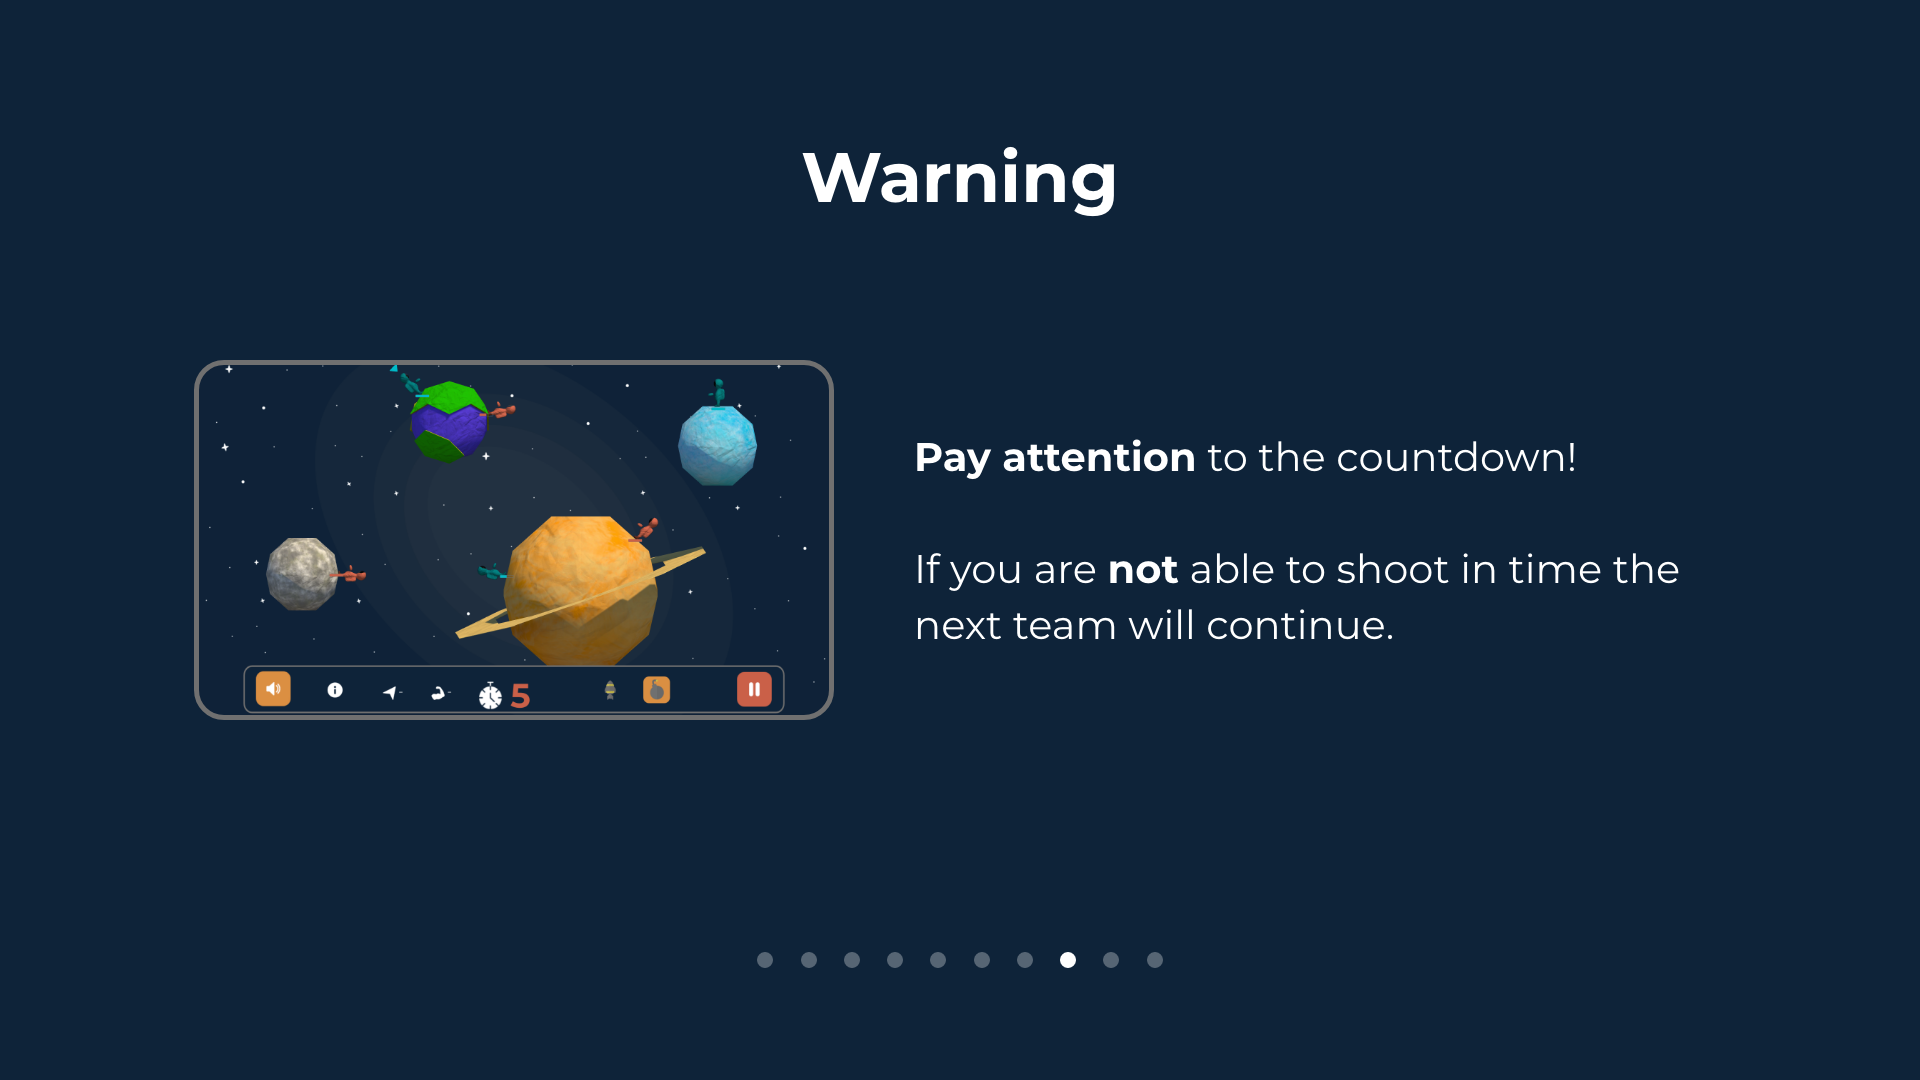 Warning
5
Pay attention to the countdown!
If you are not able to shoot in time the
next team will continue.